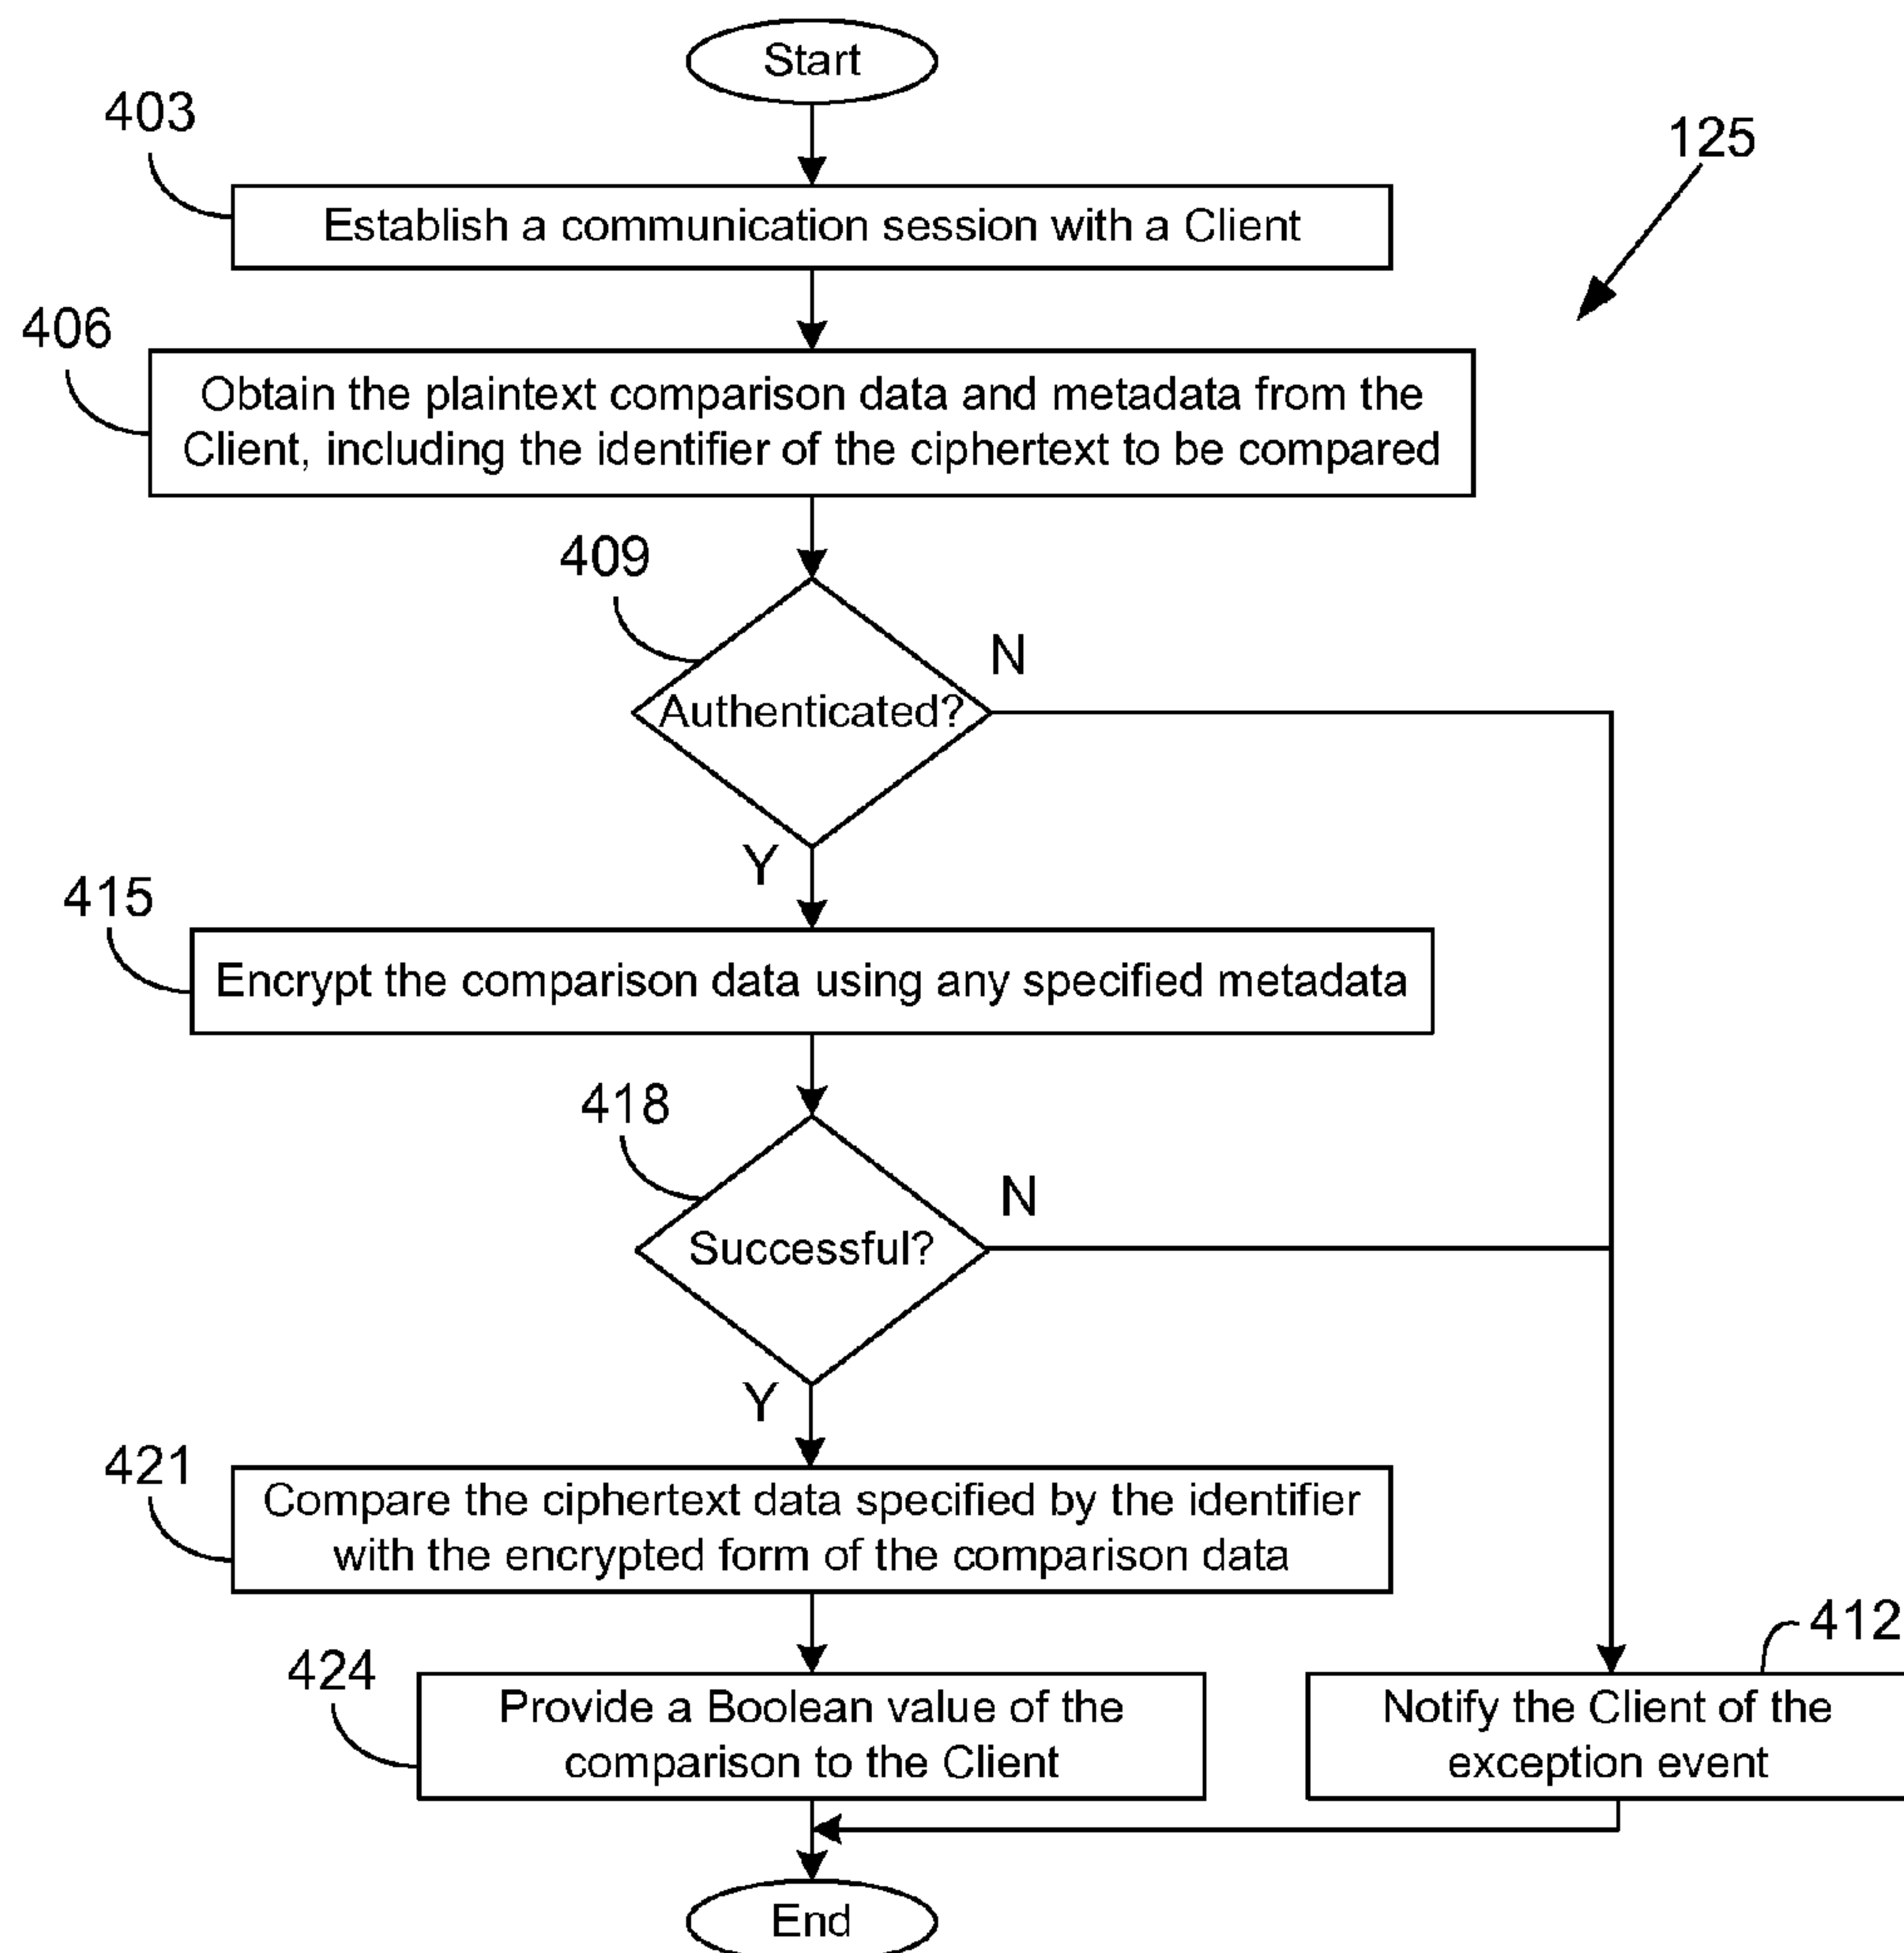 Start
403
125
Establish a communication session with a Client
406
Obtain the plaintext comparison data and metadata from the
Client, including the identifier of the ciphertext to be compared
409
N
Authenticated?
Y
415
Encrypt the comparison data using any specified metadata
418
N
Successful?
Y
421
Compare the ciphertext data specified by the identifier
with the encrypted form of the comparison data
412
424
Provide a Boolean value of the
comparison to the Client
Notify the Client of the
exception event
End